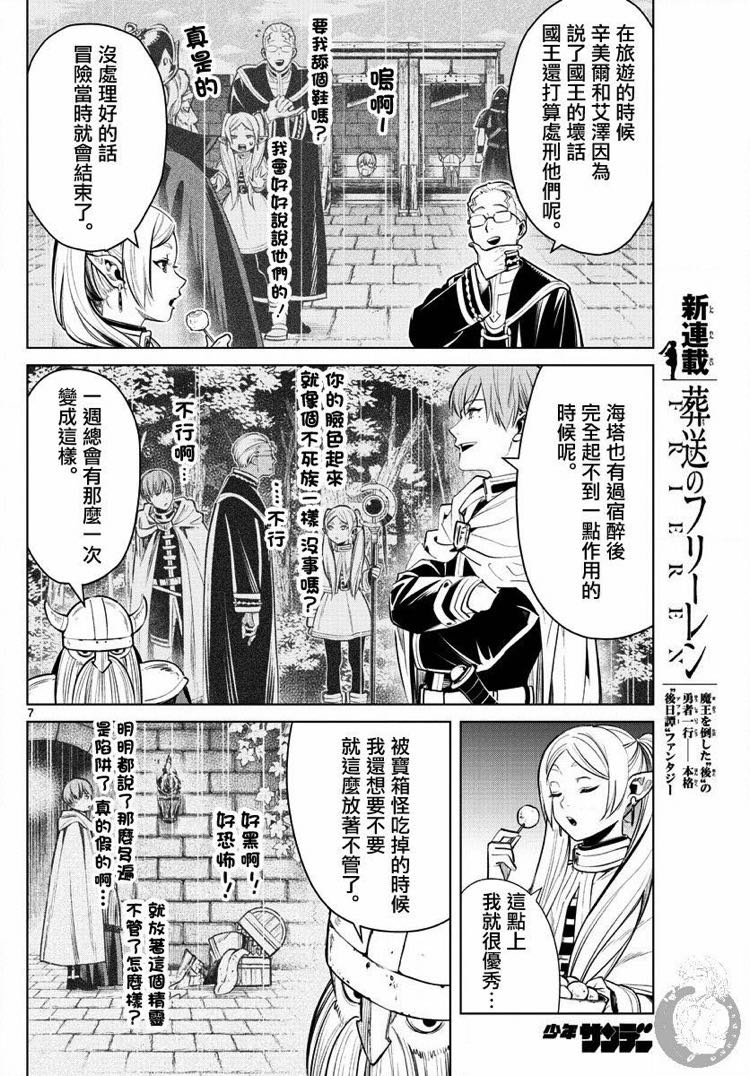 在旅遊的時候
辛美爾和艾澤因為
說了國王的壞話
國王還打算處刑他們呢。
嗚啊—!
要我舔個鞋嗎?
我會好好說說他們的!
真是的
沒處理好的話
冒險當時就會
結束了。
海塔也有過宿醉後
完全起不到一點作用的
時候呢。
你的臉色起來
就像個不死族一樣 沒事嗎?
…不行
不行啊…
一週總會有那麼一次
變成這樣。
7
這點上
我就很優秀…
被寶箱怪吃掉的時候
我還想要不要
就這麼放著不管了。
好黑啊—!
好恐怖—!
就放著這個精靈
不管了怎麼樣?
明明都說了那麼多遍
是陷阱了 真的假的啊…
新連載
葬送のフリーレン
FRIEREN
魔王を倒した“後”の
勇者一行——本格
“後日譚”ファンタジー
少年サンデー